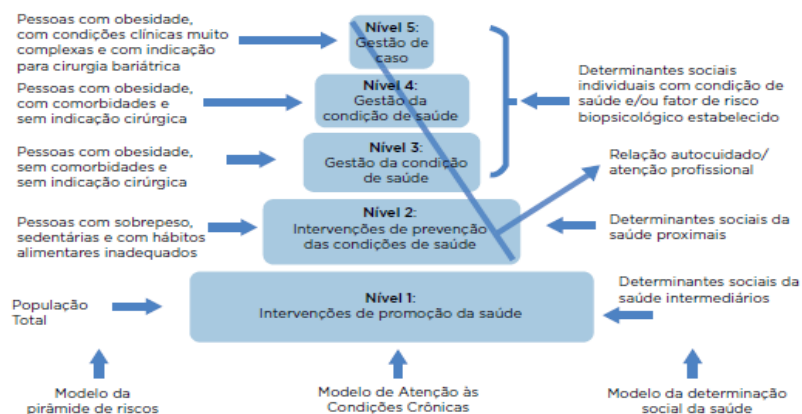 Pessoas com obesidade,
com condições clínicas muito
complexas e com indicação
para cirurgia bariátrica
Nível 5:
Gestão de
caso
Pessoas com obesidade,
com comorbidades e
sem indicação cirúrgica
Nível 4:
Gestão da
condição de saúde
Determinantes sociais
individuais com condição de
saúde e/ou fator de risco
biopsicológico estabelecido
Pessoas com obesidade,
sem comorbidades e
sem indicação cirúrgica
Nível 3:
Gestão da condição
de saúde
Relação autocuidado/
atenção profissional
Pessoas com sobrepeso,
sedentárias e com hábitos
alimentares inadequados
Nível 2:
Intervenções de prevenção
das condições de saúde
Determinantes sociais da
saúde proximais
População
Total
Nível 1:
Intervenções de promoção da saúde
Determinantes sociais da
saúde intermediários
Modelo da
pirâmide de riscos
Modelo de Atenção às
Condições Crônicas
Modelo da determinação
social da saúde